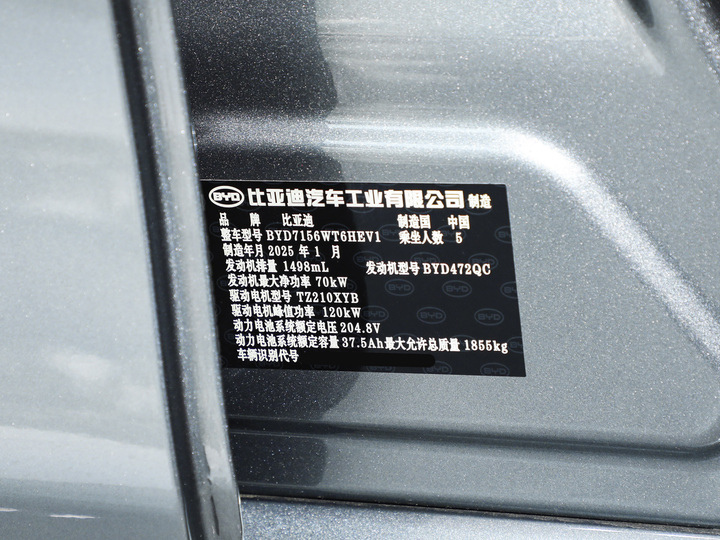 BYD 比亚迪汽车工业有限公司 制造
品 牌 比亚迪 制造国 中国
整车型号 BYD7156WT6HEV1 乘坐人数 5
制造年月 2025 年 1 月
发动机排量 1498mL 发动机型号 BYD472QC
发动机最大净功率 70kW
驱动电机型号 TZ210XYB
驱动电机峰值功率 120kW
动力电池系统额定电压 204.8V
动力电池系统额定容量 37.5Ah最大允许总质量 1855kg
车辆识别代号